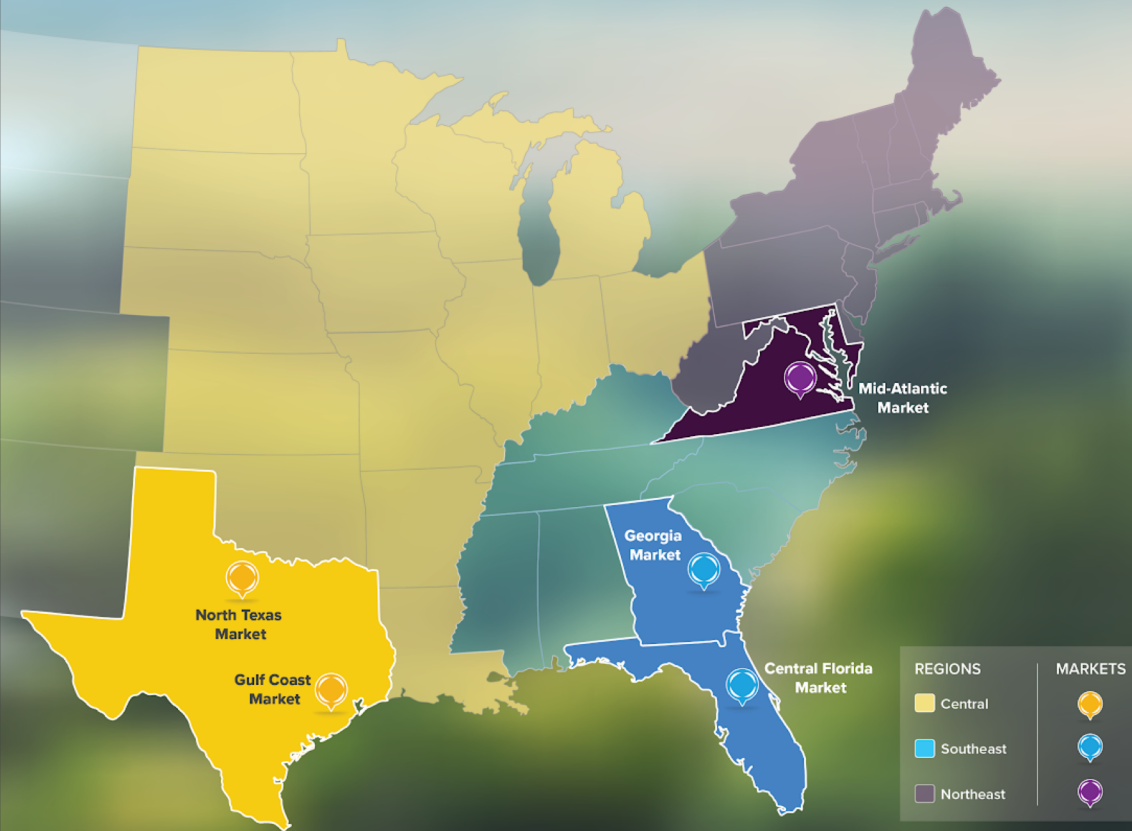 Mid-Atlantic
Market
Georgia
Market
North Texas
Market
Gulf Coast
Market
Central Florida
Market
REGIONS
MARKETS
Central
Southeast
Northeast